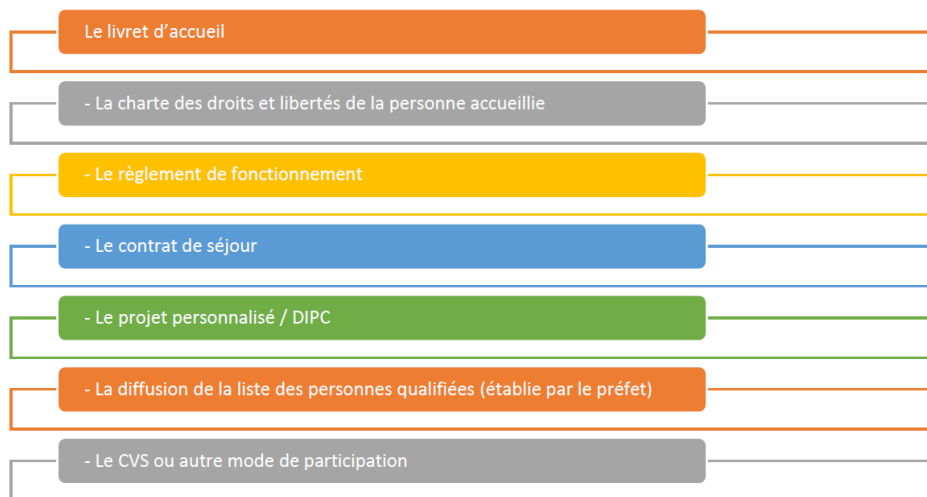 Le livret d’accueil
- La charte des droits et libertés de la personne accueillie
- Le règlement de fonctionnement
- Le contrat de séjour
- Le projet personnalisé / DIPC
- La diffusion de la liste des personnes qualifiées (établie par le préfet)
- Le CVS ou autre mode de participation